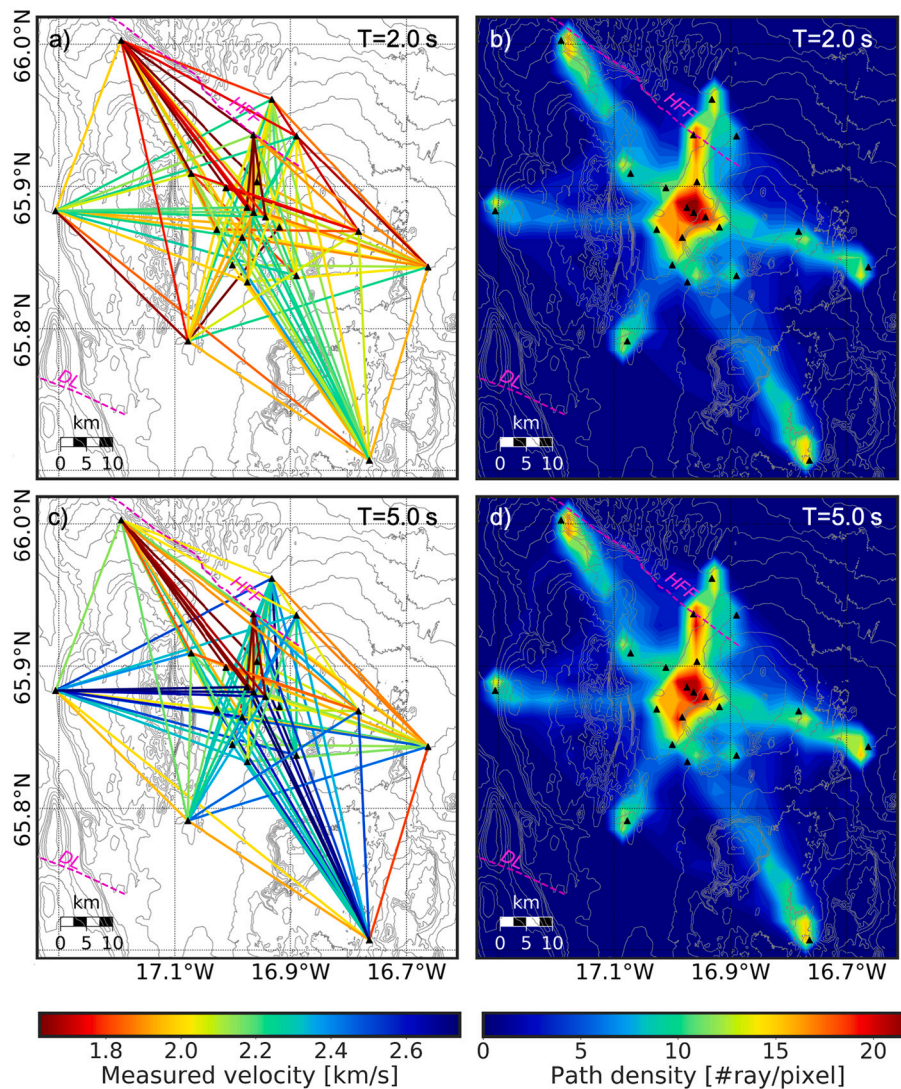 a) T=2.0 s
66.0°N
HFF
65.9°N
65.8°N
DL
km
0 5 10
b) T=2.0 s
HFF
DL
km
0 5 10
c) T=5.0 s
66.0°N
HFF
65.9°N
65.8°N
DL
km
0 5 10
17.1°W 16.9°W 16.7°W
d) T=5.0 s
HFF
DL
km
0 5 10
17.1°W 16.9°W 16.7°W
1.8 2.0 2.2 2.4 2.6
Measured velocity [km/s]
0 5 10 15 20
Path density [#ray/pixel]